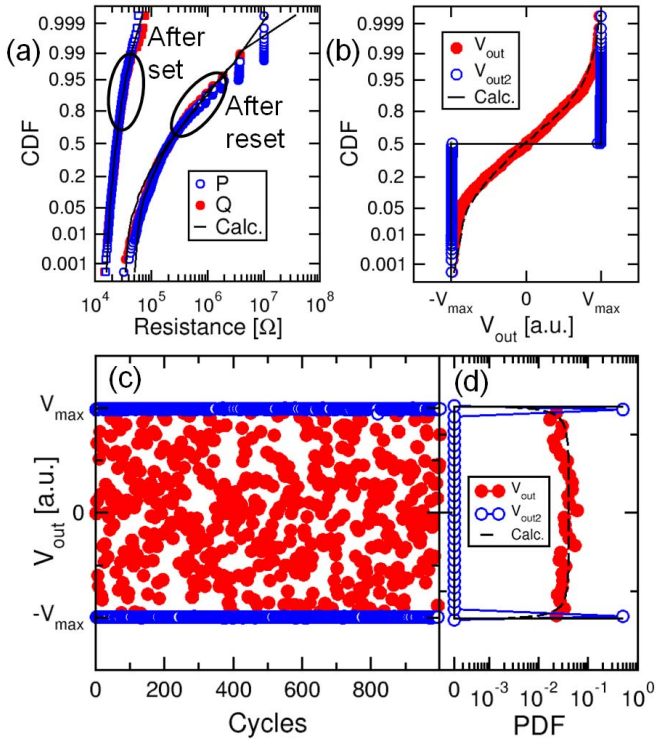 (a)
After
set
After
reset
P
Q
Calc.
CDF
0.999
0.99
0.95
0.8
0.5
0.2
0.05
0.01
0.001
10^4 10^5 10^6 10^7 10^8
Resistance [Ω]
(b)
V_out
V_out2
Calc.
CDF
0.999
0.99
0.95
0.8
0.5
0.2
0.05
0.01
0.001
-V_max 0 V_max
V_out [a.u.]
(c)
V_max
0
-V_max
V_out [a.u.]
0 200 400 600 800
Cycles
(d)
V_out
V_out2
Calc.
0 10^-3 10^-2 10^-1 10^0
PDF